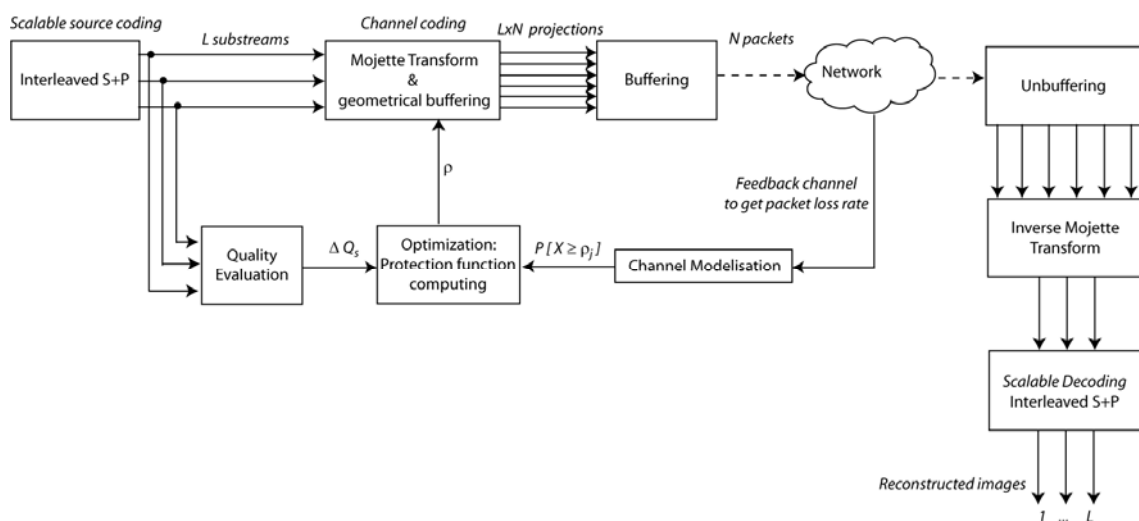 Scalable source coding
Channel coding
LxN projections
L substreams
N packets
Interleaved S+P
Mojette Transform
&
geometrical buffering
Buffering
Network
Unbuffering
ρ
Feedback channel
to get packet loss rate
Inverse Mojette
Transform
Quality
Evaluation
Δ Qs
Optimization:
Protection function
computing
P [ X ≥ ρj ]
Channel Modelisation
Scalable Decoding
Interleaved S+P
Reconstructed images
1 ... L